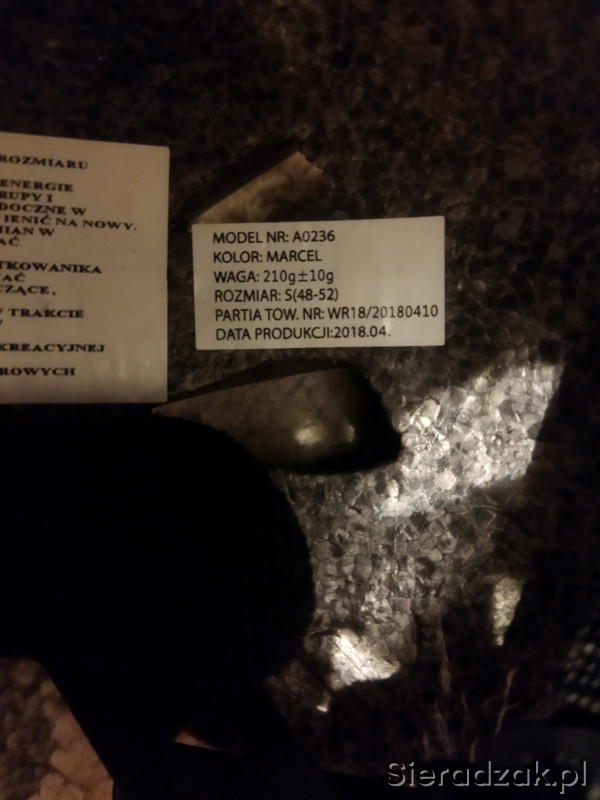 ROZMIARU
ENERGIE
RUPY I
DOCZNE W
IENIĆ NA NOWY.
MIAN W
AĆ
TKOWANIKA
AĆ
CZĄCE,
W TRAKCIE
KREACYJNEJ
ROWYCH
MODEL NR: A0236
KOLOR: MARCEL
WAGA: 210g±10g
ROZMIAR: S(48-52)
PARTIA TOW. NR: WR18/20180410
DATA PRODUKCJI:2018.04.
Sieradzak.pl